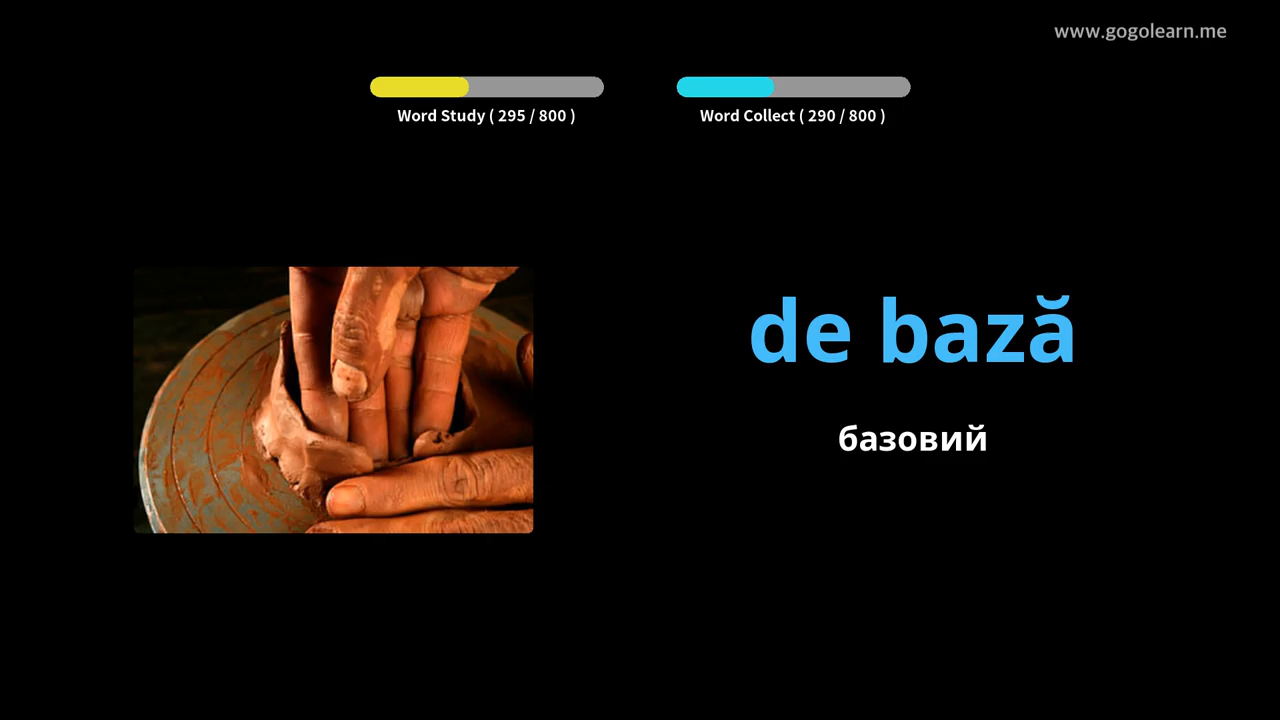 www.gogolearn.me
Word Study ( 295 / 800 )
Word Collect ( 290 / 800 )
de bază
базовий